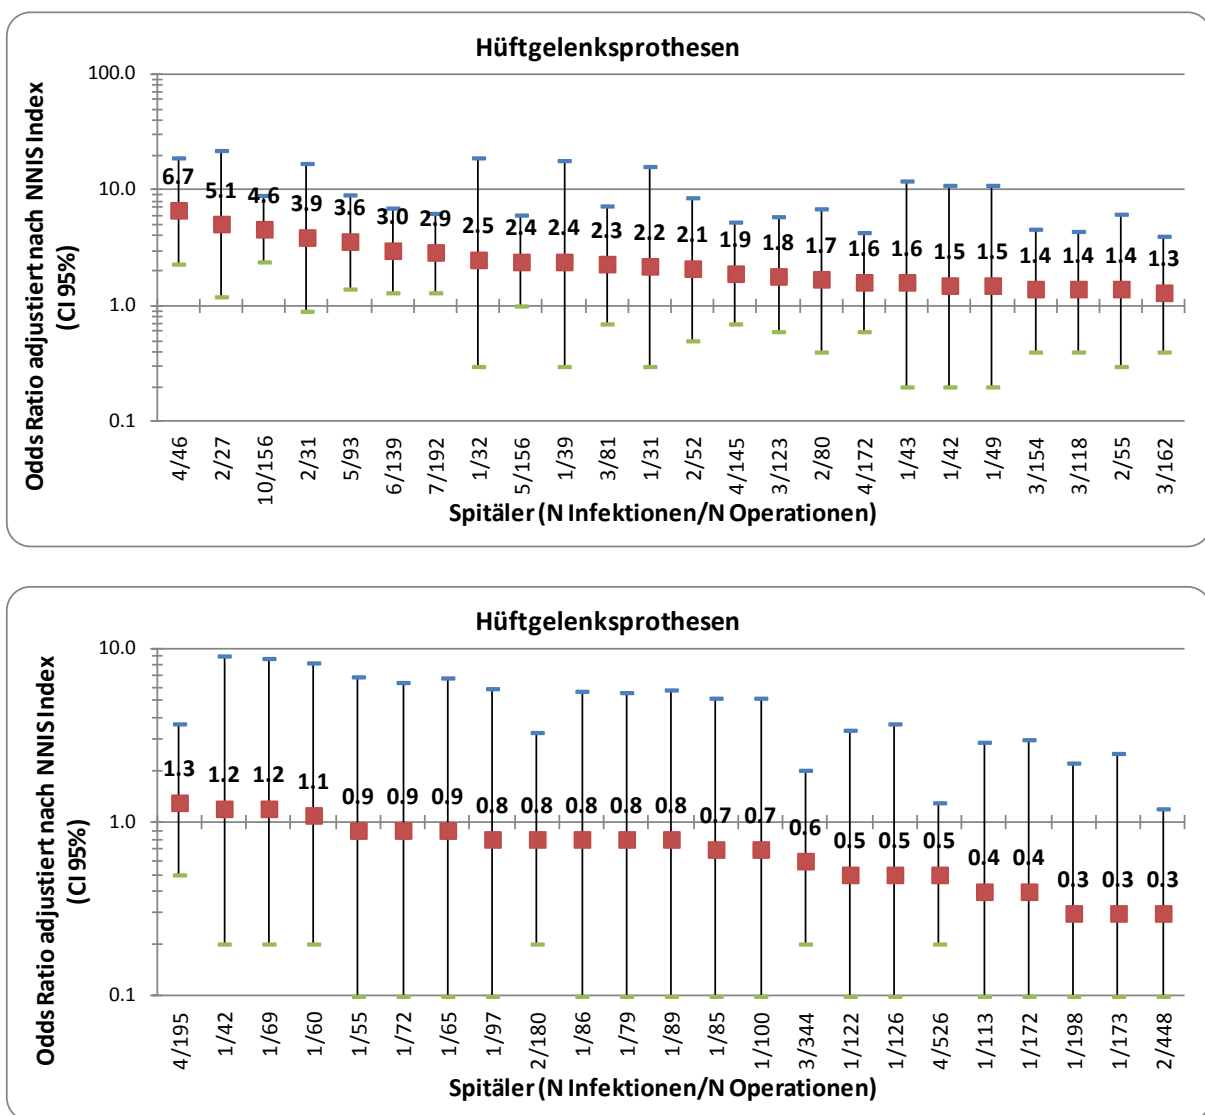 Hüftgelenksprothesen
Odds Ratio adjustiert nach NNIS Index
(CI 95%)
100.0
10.0
1.0
0.1
6.7 5.1 4.6 3.9 3.6 3.0 2.9 2.5 2.4 2.4 2.3 2.2 2.1 1.9 1.8 1.7 1.6 1.6 1.5 1.5 1.4 1.4 1.4 1.3
4/46 2/27 10/156 2/31 5/93 6/139 7/192 1/32 5/156 1/39 3/81 1/31 2/52 4/145 3/123 2/80 4/172 1/43 1/42 1/49 3/154 3/118 2/55 3/162
Spitäler (N Infektionen/N Operationen)
Hüftgelenksprothesen
Odds Ratio adjustiert nach NNIS Index
(CI 95%)
10.0
1.0
0.1
1.3 1.2 1.2 1.1 0.9 0.9 0.9 0.8 0.8 0.8 0.8 0.8 0.7 0.7 0.6 0.5 0.5 0.5 0.4 0.4 0.3 0.3 0.3
4/195 1/42 1/69 1/60 1/55 1/72 1/65 1/97 2/180 1/86 1/79 1/89 1/85 1/100 3/344 1/122 1/126 4/526 1/113 1/172 1/198 1/173 2/448
Spitäler (N Infektionen/N Operationen)